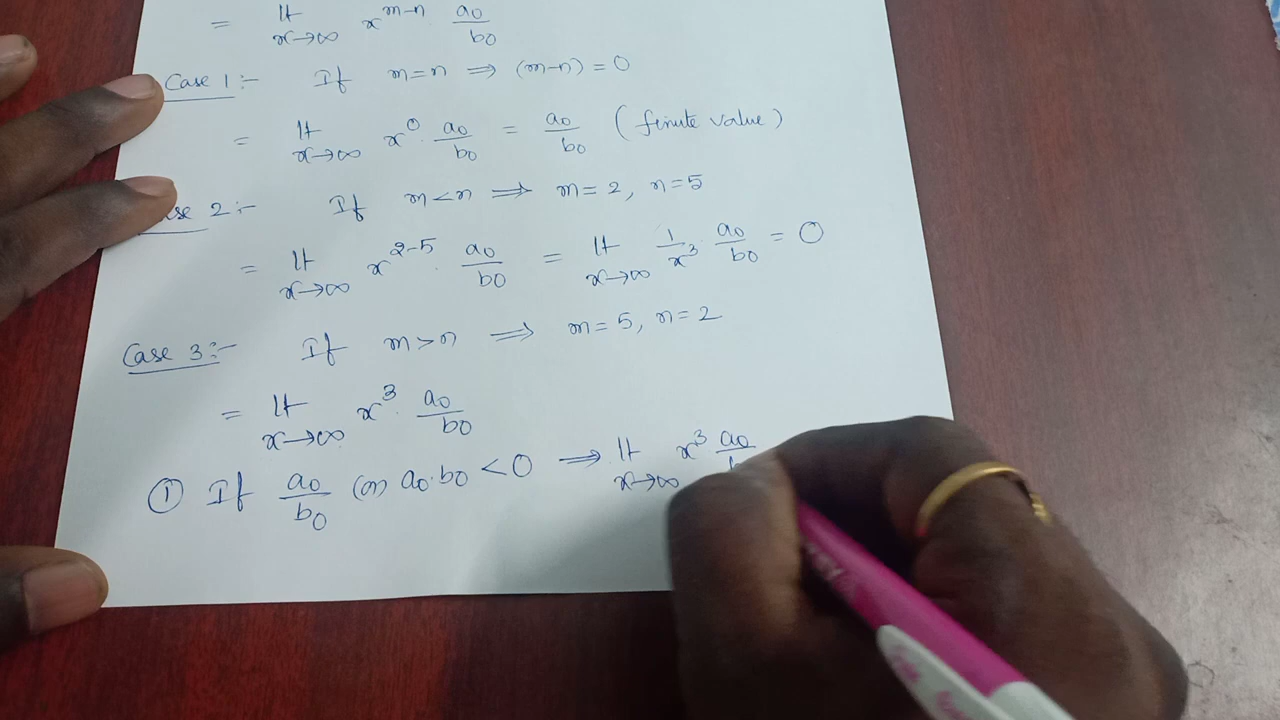 = lt x→∞ x^(m-n) a0/b0
Case 1:- If m=n ⇒ (m-n) = 0
= lt x→∞ x^0 · a0/b0 = a0/b0 (finute value)
2:- If m<n ⇒ m=2, n=5
= lt x→∞ x^(2-5) · a0/b0 = lt x→∞ 1/x^3 · a0/b0 = 0
Case 3:- If m>n ⇒ m=5, n=2
= lt x→∞ x^3 · a0/b0
① If a0/b0 (or) a0·b0 <0 ⇒ lt x→∞ x^3 a0